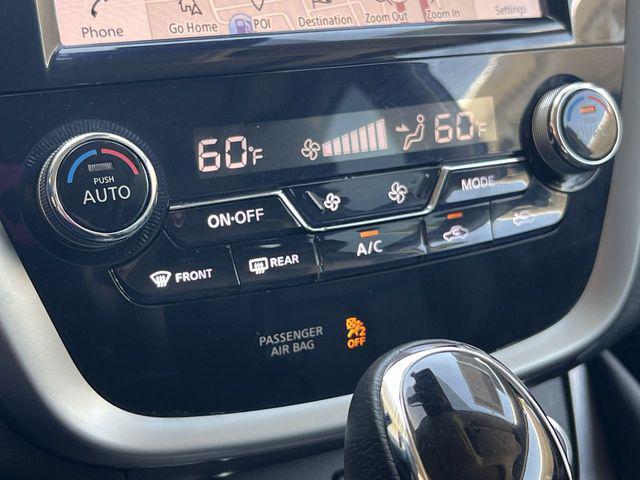 Phone
Go Home
POI
Destination
Zoom Out
Zoom In
Settings
60°F
60°F
PUSH
AUTO
ON•OFF
MODE
FRONT
REAR
A/C
PASSENGER
AIR BAG
2
OFF